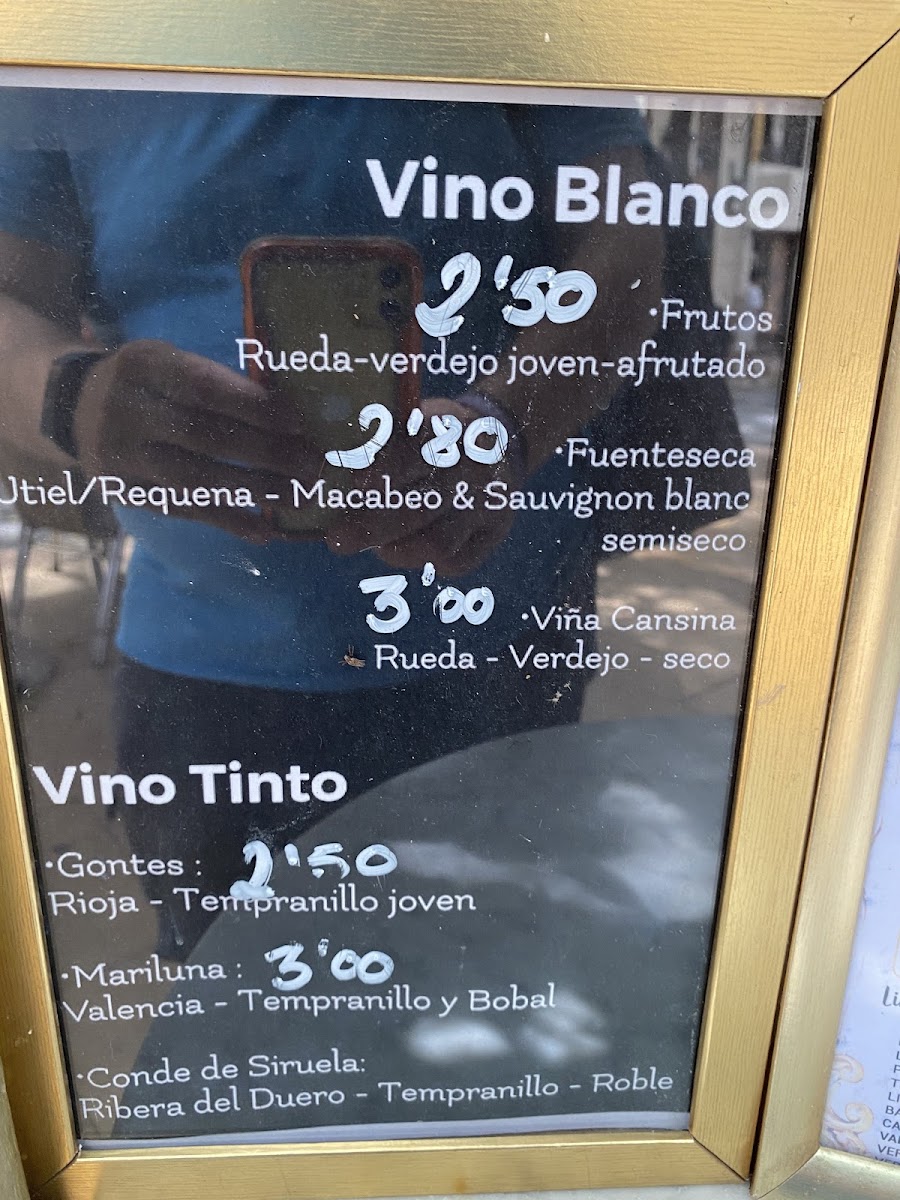 Vino Blanco
2'50 ·Frutos
Rueda-verdejo joven-afrutado
2'80 ·Fuenteseca
Utiel/Requena - Macabeo & Sauvignon blanc
semiseco
3'00 ·Viña Cansina
Rueda - Verdejo - seco
Vino Tinto
·Gontes : 2'50
Rioja - Tempranillo joven
·Mariluna : 3'00
Valencia - Tempranillo y Bobal
·Conde de Siruela:
Ribera del Duero - Tempranillo - Roble